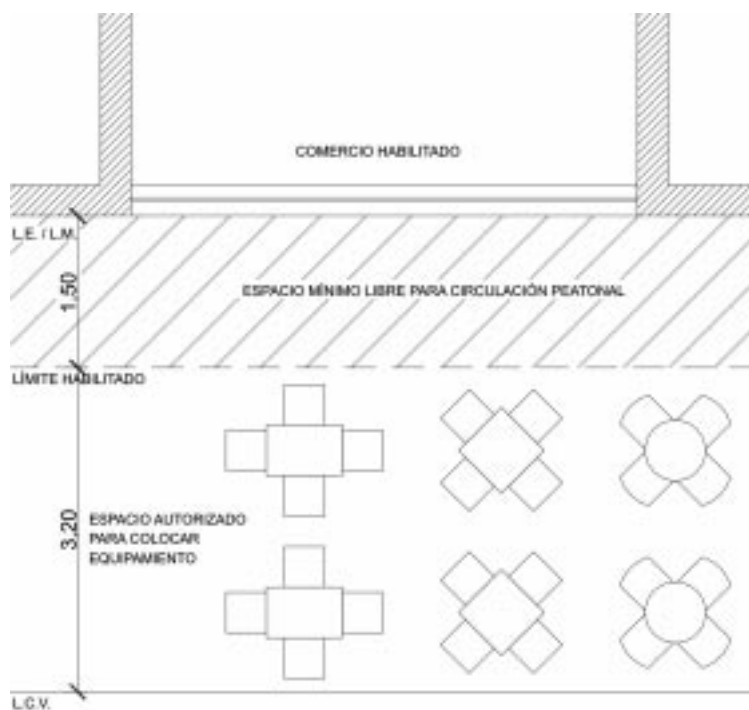 COMERCIO HABILITADO
L.E. / L.M.
1,50
ESPACIO MÍNIMO LIBRE PARA CIRCULACIÓN PEATONAL
LÍMITE HABILITADO
3,20
ESPACIO AUTORIZADO
PARA COLOCAR
EQUIPAMIENTO
L.C.V.